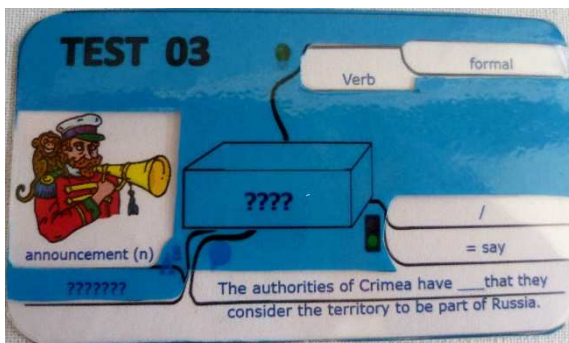 TEST 03
formal
Verb
????
/
announcement (n)
= say
???????
The authorities of Crimea have ___that they
consider the territory to be part of Russia.